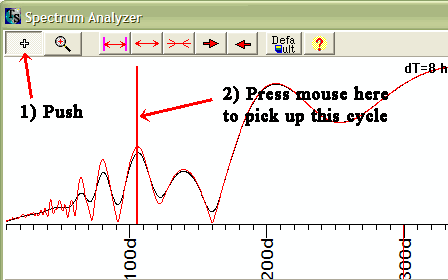 Spectrum Analyzer
Defa
ult
?
dT=8 h
1) Push
2) Press mouse here
to pick up this cycle
100d
200d
300d